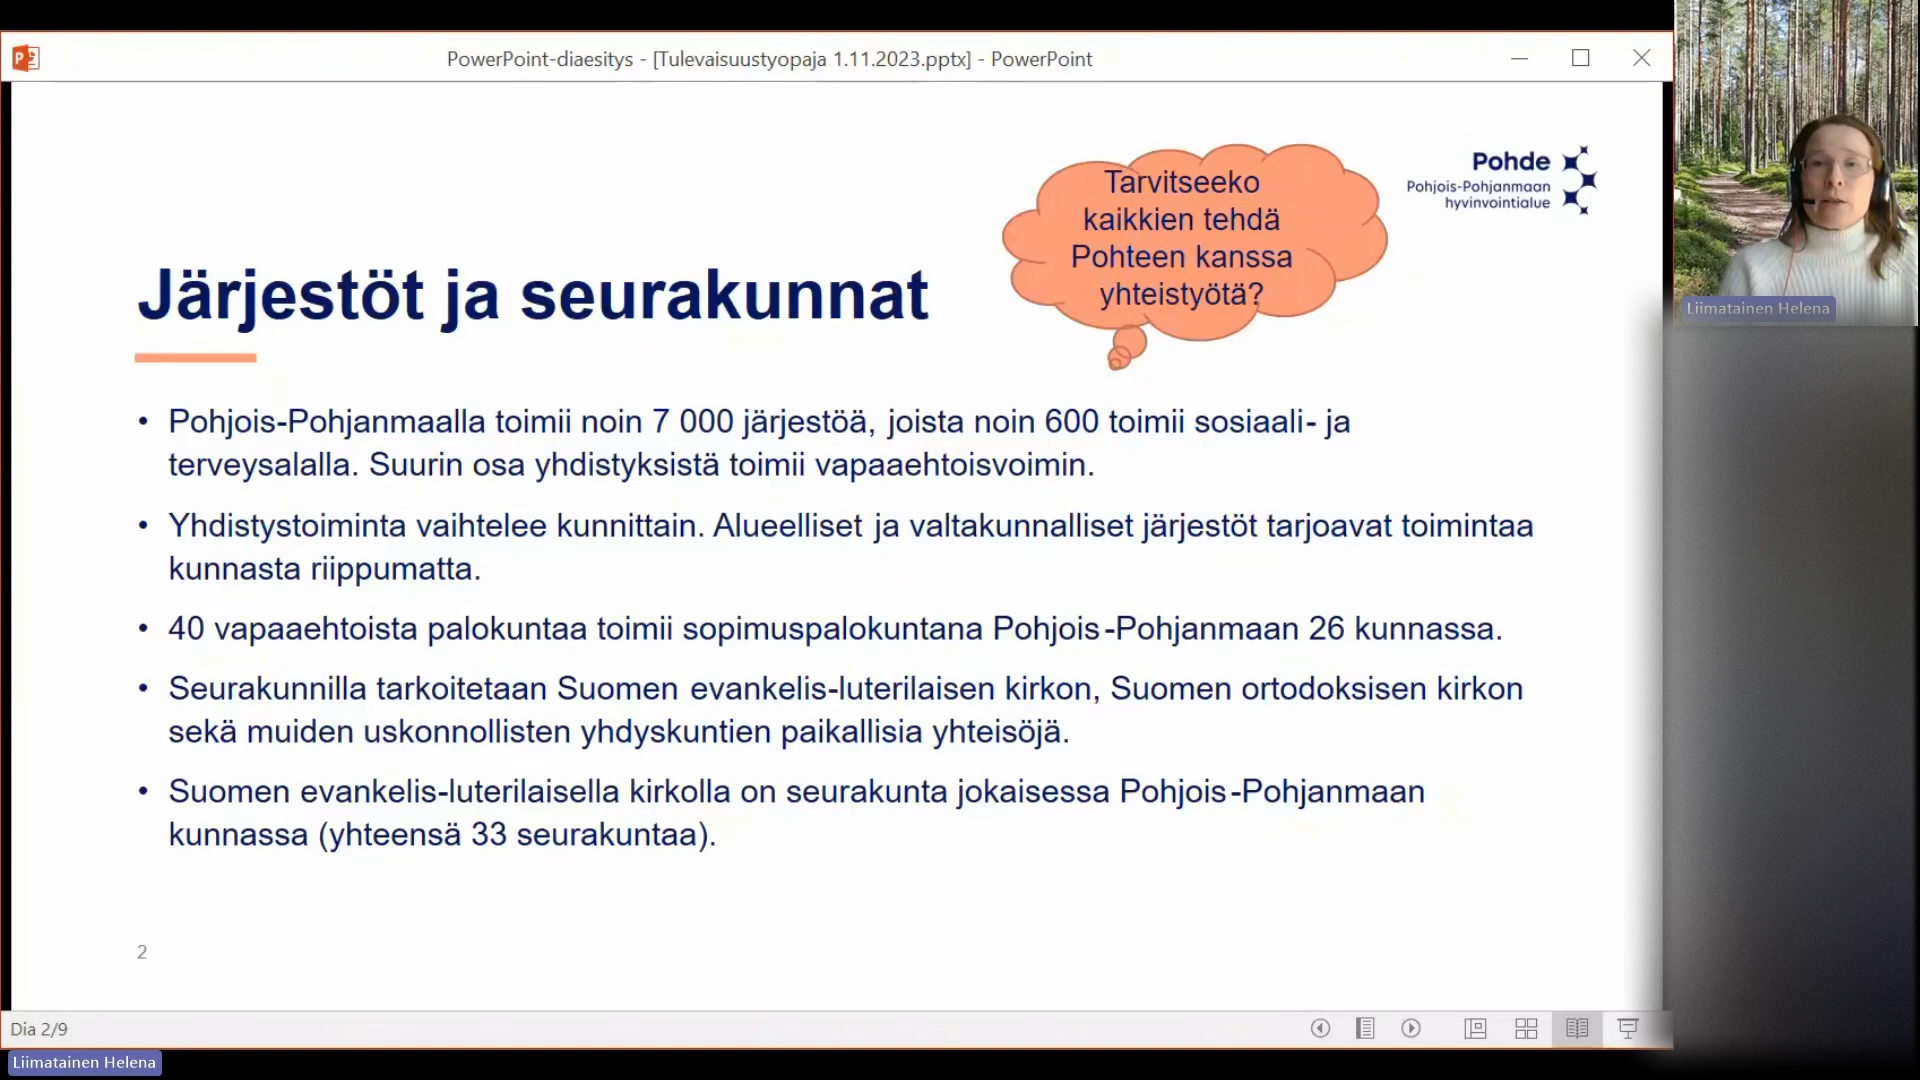 PowerPoint-diaesitys - [Tulevaisuustyopaja 1.11.2023.pptx] - PowerPoint
Tarvitseeko
kaikkien tehdä
Pohteen kanssa
yhteistyötä?
Pohde
Pohjois-Pohjanmaan
hyvinvointialue
Järjestöt ja seurakunnat
• Pohjois-Pohjanmaalla toimii noin 7 000 järjestöä, joista noin 600 toimii sosiaali- ja
terveysalalla. Suurin osa yhdistyksistä toimii vapaaehtoisvoimin.
• Yhdistystoiminta vaihtelee kunnittain. Alueelliset ja valtakunnalliset järjestöt tarjoavat toimintaa
kunnasta riippumatta.
• 40 vapaaehtoista palokuntaa toimii sopimuspalokuntana Pohjois-Pohjanmaan 26 kunnassa.
• Seurakunnilla tarkoitetaan Suomen evankelis-luterilaisen kirkon, Suomen ortodoksisen kirkon
sekä muiden uskonnollisten yhdyskuntien paikallisia yhteisöjä.
• Suomen evankelis-luterilaisella kirkolla on seurakunta jokaisessa Pohjois-Pohjanmaan
kunnassa (yhteensä 33 seurakuntaa).
2
Dia 2/9
Liimatainen Helena
Liimatainen Helena